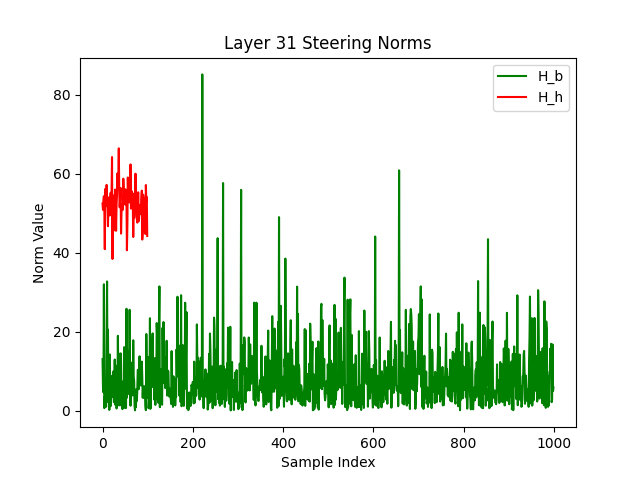 Layer 31 Steering Norms
H_b
H_h
Norm Value
80
60
40
20
0
0 200 400 600 800 1000
Sample Index